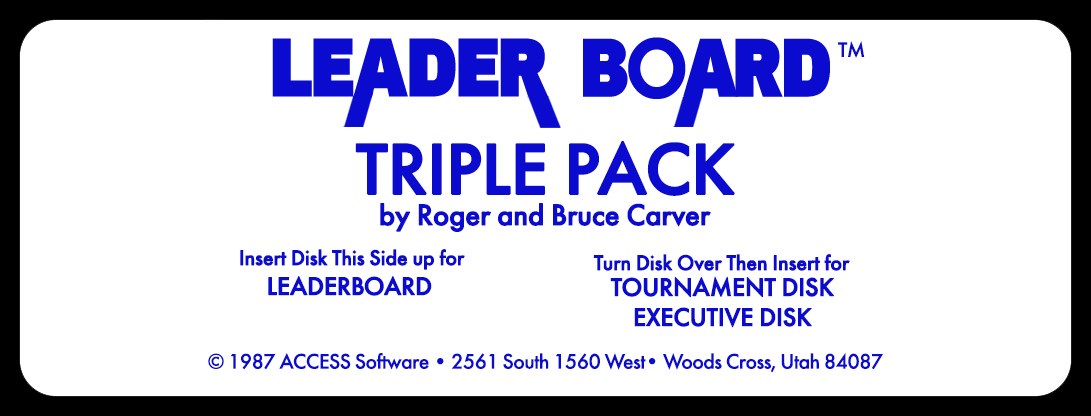 LEADER BOARD™
TRIPLE PACK
by Roger and Bruce Carver
Insert Disk This Side up for
LEADERBOARD
Turn Disk Over Then Insert for
TOURNAMENT DISK
EXECUTIVE DISK
© 1987 ACCESS Software • 2561 South 1560 West• Woods Cross, Utah 84087